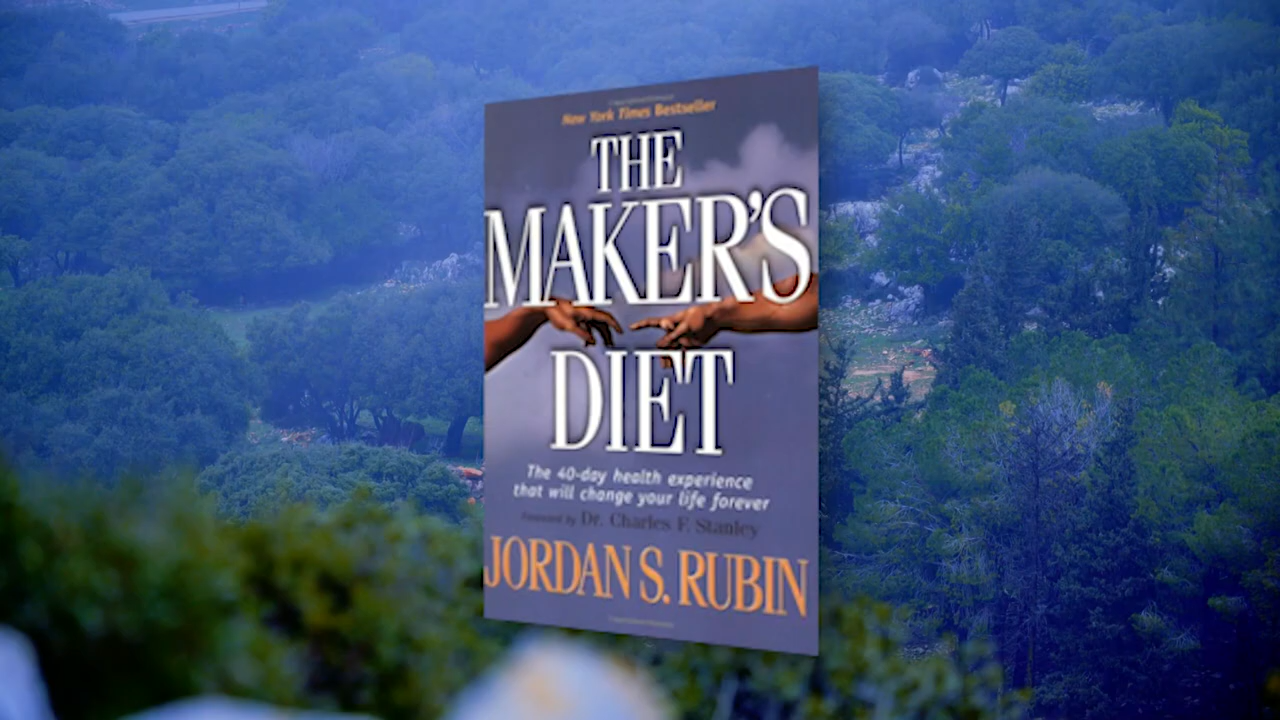 New York Times Bestseller
THE
MAKER'S
DIET
The 40-day health experience
that will change your life forever
Foreword by Dr. Charles F. Stanley
JORDAN S. RUBIN